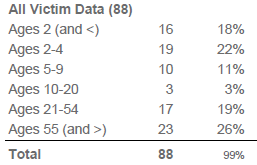 All Victim Data (88)
Ages 2 (and <) 16 18%
Ages 2-4 19 22%
Ages 5-9 10 11%
Ages 10-20 3 3%
Ages 21-54 17 19%
Ages 55 (and >) 23 26%
Total 88 99%